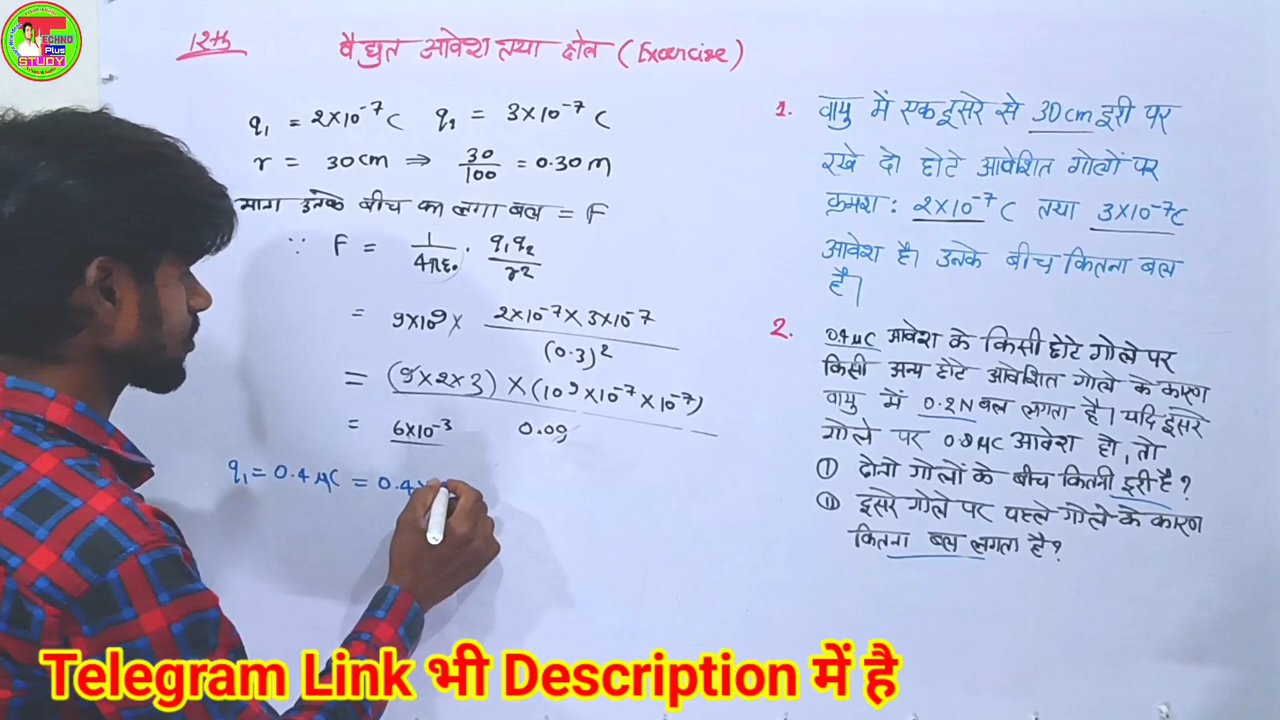 TECHNO
Plus
STUDY
12th
वैद्युत आवेश तथा क्षेत्र (Exercise)
q₁ = 2×10⁻⁷ C q₂ = 3×10⁻⁷ C
r = 30cm ⇒ 30/100 = 0.30m
माना उनके बीच का लगा बल = F
∵ F = 1/4πε₀ . q₁q₂/r²
= 9×10⁹ × 2×10⁻⁷ × 3×10⁻⁷/(0.3)²
= (9×2×3) × (10⁹×10⁻⁷×10⁻⁷)
= 6×10⁻³ 0.09
q₁ = 0.4 μC = 0.4×
1. वायु में एक दूसरे से 30cm दूरी पर
रखे दो छोटे आवेशित गोलों पर
क्रमश: 2×10⁻⁷ C तथा 3×10⁻⁷C
आवेश है। उनके बीच कितना बल
है।
2. 0.4 μC आवेश के किसी छोटे गोले पर
किसी अन्य छोटे आवेशित गोले के कारण
वायु में 0.2N बल लगता है। यदि दूसरे
गोले पर 0.8 μC आवेश हो, तो
① दोनो गोलों के बीच कितनी दूरी है?
⑪ दूसरे गोले पर पहले गोले के कारण
कितना बल लगता है?
Telegram Link भी Description में है